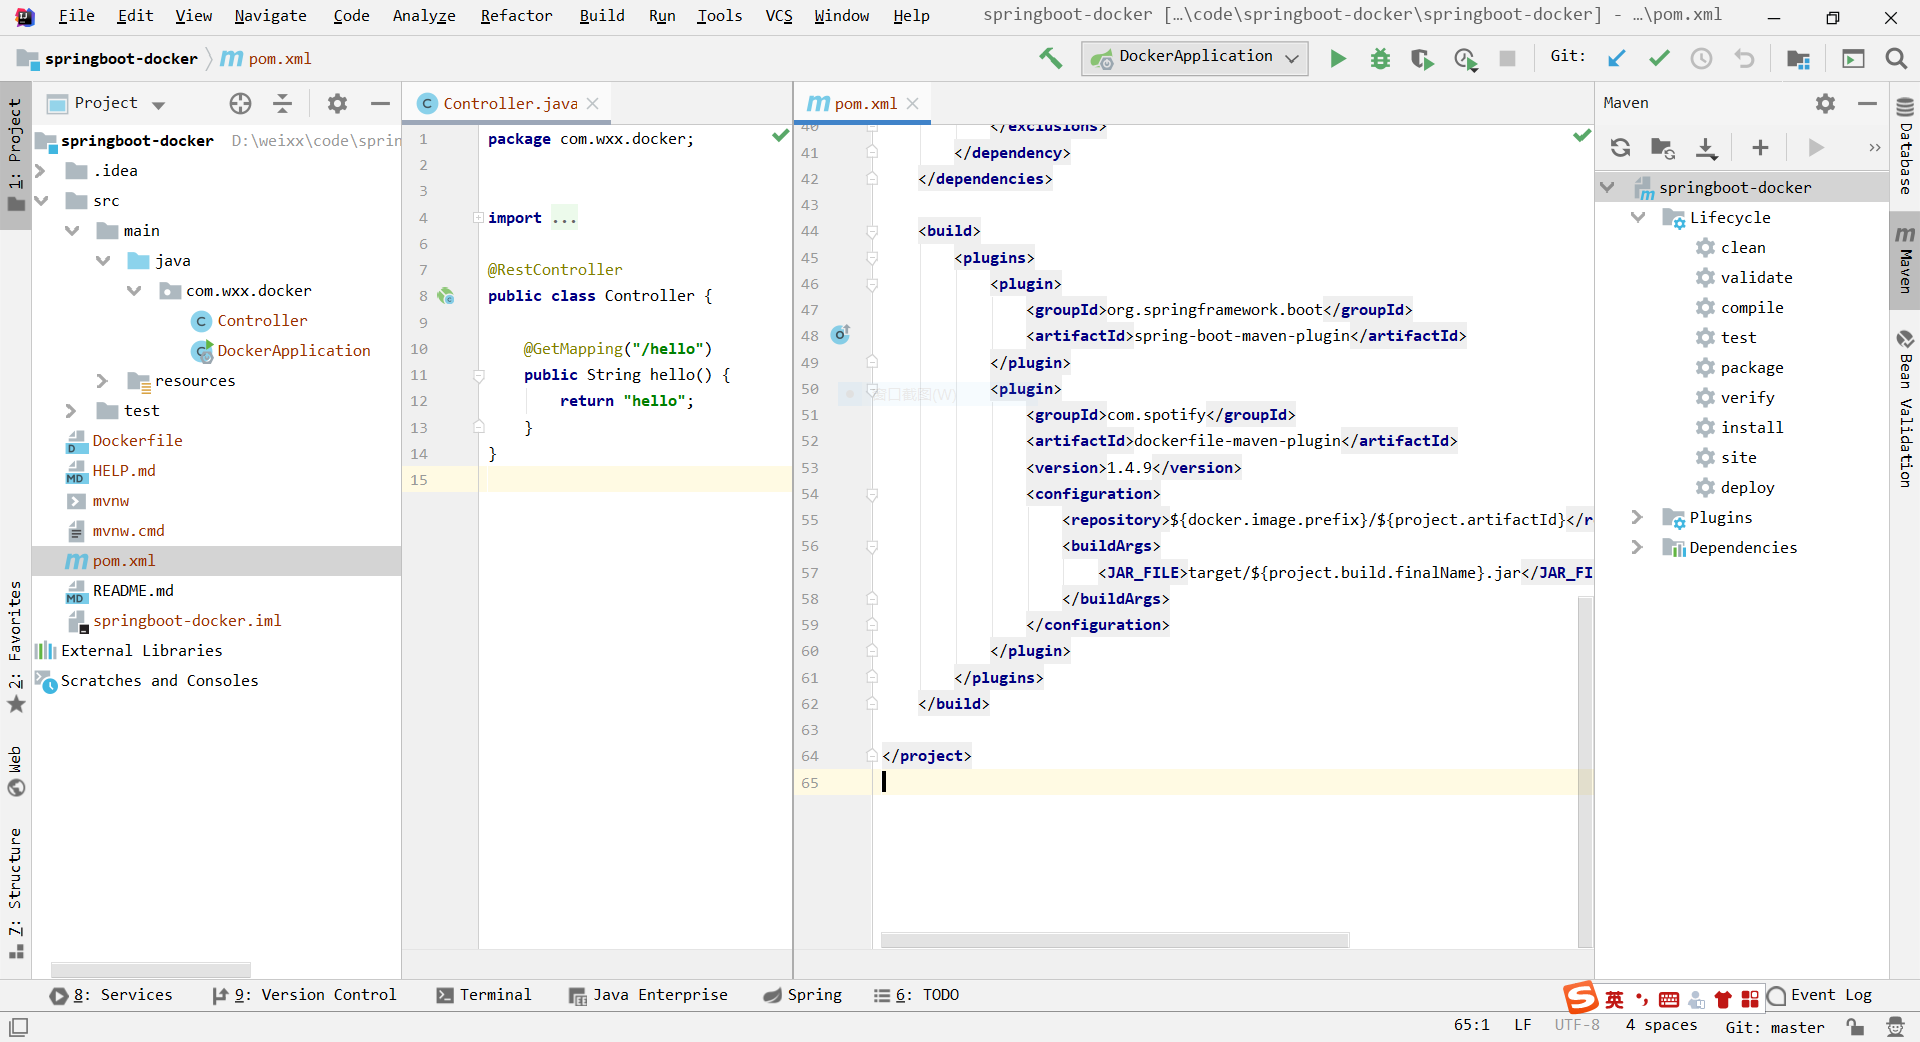 File Edit View Navigate Code Analyze Refactor Build Run Tools VCS Window Help springboot-docker […\code\springboot-docker\springboot-docker] - …\pom.xml
springboot-docker m pom.xml DockerApplication Git:
1: Project
2: Favorites
Web
7: Structure
Project
springboot-docker D:\weixx\code\sprin
.idea
src
main
java
com.wxx.docker
Controller
DockerApplication
resources
test
Dockerfile
HELP.md
mvnw
mvnw.cmd
pom.xml
README.md
springboot-docker.iml
External Libraries
Scratches and Consoles
Controller.java
1 package com.wxx.docker;
2
3
4 import ...
6
7 @RestController
8 public class Controller {
9
10 @GetMapping("/hello")
11 public String hello() {
12 return "hello";
13 }
14 }
15
m pom.xml
40 </exclusions>
41 </dependency>
42 </dependencies>
43
44 <build>
45 <plugins>
46 <plugin>
47 <groupId>org.springframework.boot</groupId>
48 <artifactId>spring-boot-maven-plugin</artifactId>
49 </plugin>
50 <plugin>
窗口截图(W)
51 <groupId>com.spotify</groupId>
52 <artifactId>dockerfile-maven-plugin</artifactId>
53 <version>1.4.9</version>
54 <configuration>
55 <repository>${docker.image.prefix}/${project.artifactId}</r
56 <buildArgs>
57 <JAR_FILE>target/${project.build.finalName}.jar</JAR_FI
58 </buildArgs>
59 </configuration>
60 </plugin>
61 </plugins>
62 </build>
63
64 </project>
65
Maven
springboot-docker
Lifecycle
clean
validate
compile
test
package
verify
install
site
deploy
Plugins
Dependencies
Database
m Maven
Bean Validation
8: Services 9: Version Control Terminal Java Enterprise Spring 6: TODO 英 Event Log
65:1 LF UTF-8 4 spaces Git: master